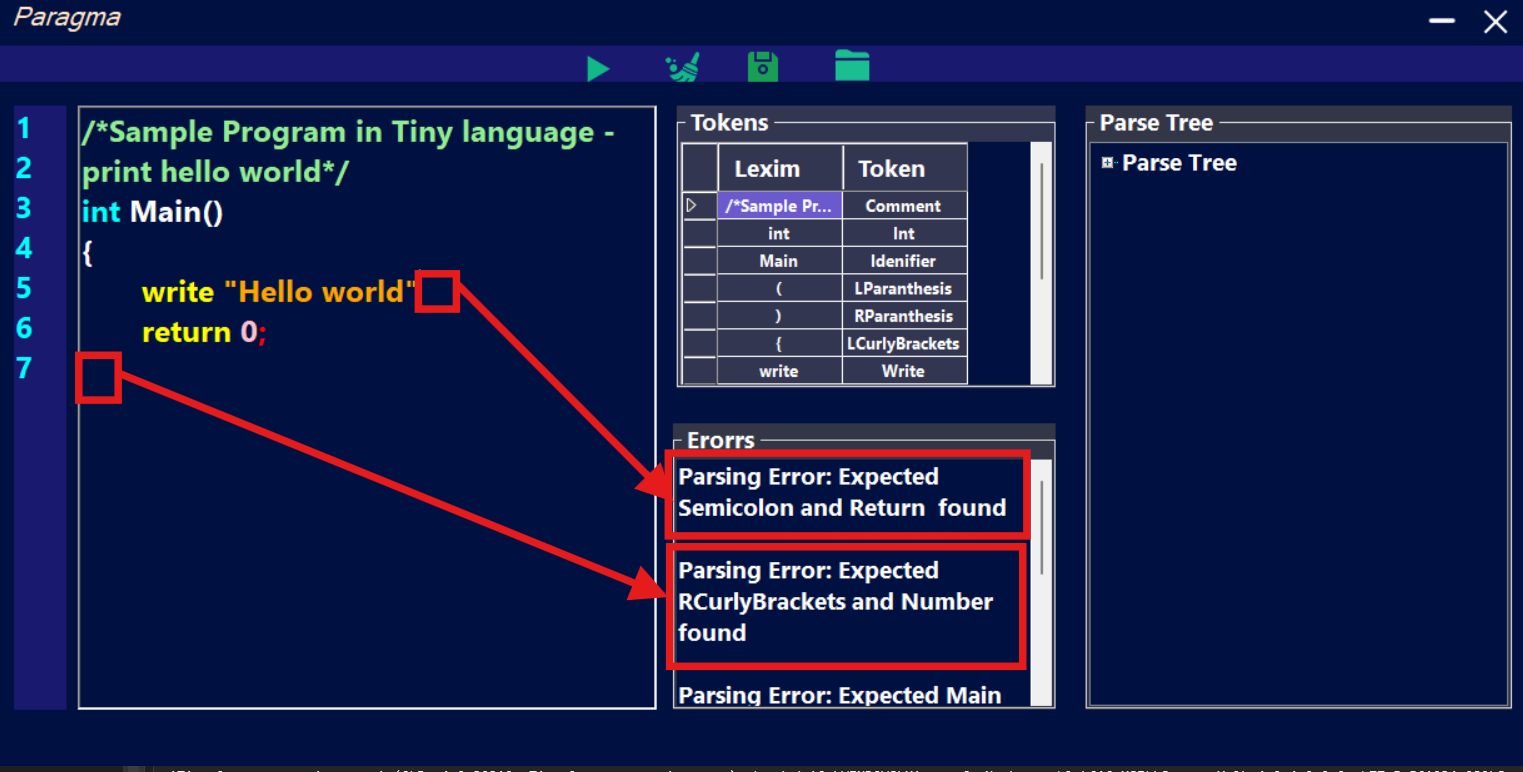 Paragma
1
2
3
4
5
6
7
/*Sample Program in Tiny language -
print hello world*/
int Main()
{
write "Hello world"
return 0;
Tokens
Lexim Token
/*Sample Pr... Comment
int Int
Main Idenifier
( LParanthesis
) RParanthesis
{ LCurlyBrackets
write Write
Erorrs
Parsing Error: Expected
Semicolon and Return found
Parsing Error: Expected
RCurlyBrackets and Number
found
Parsing Error: Expected Main
Parse Tree
Parse Tree